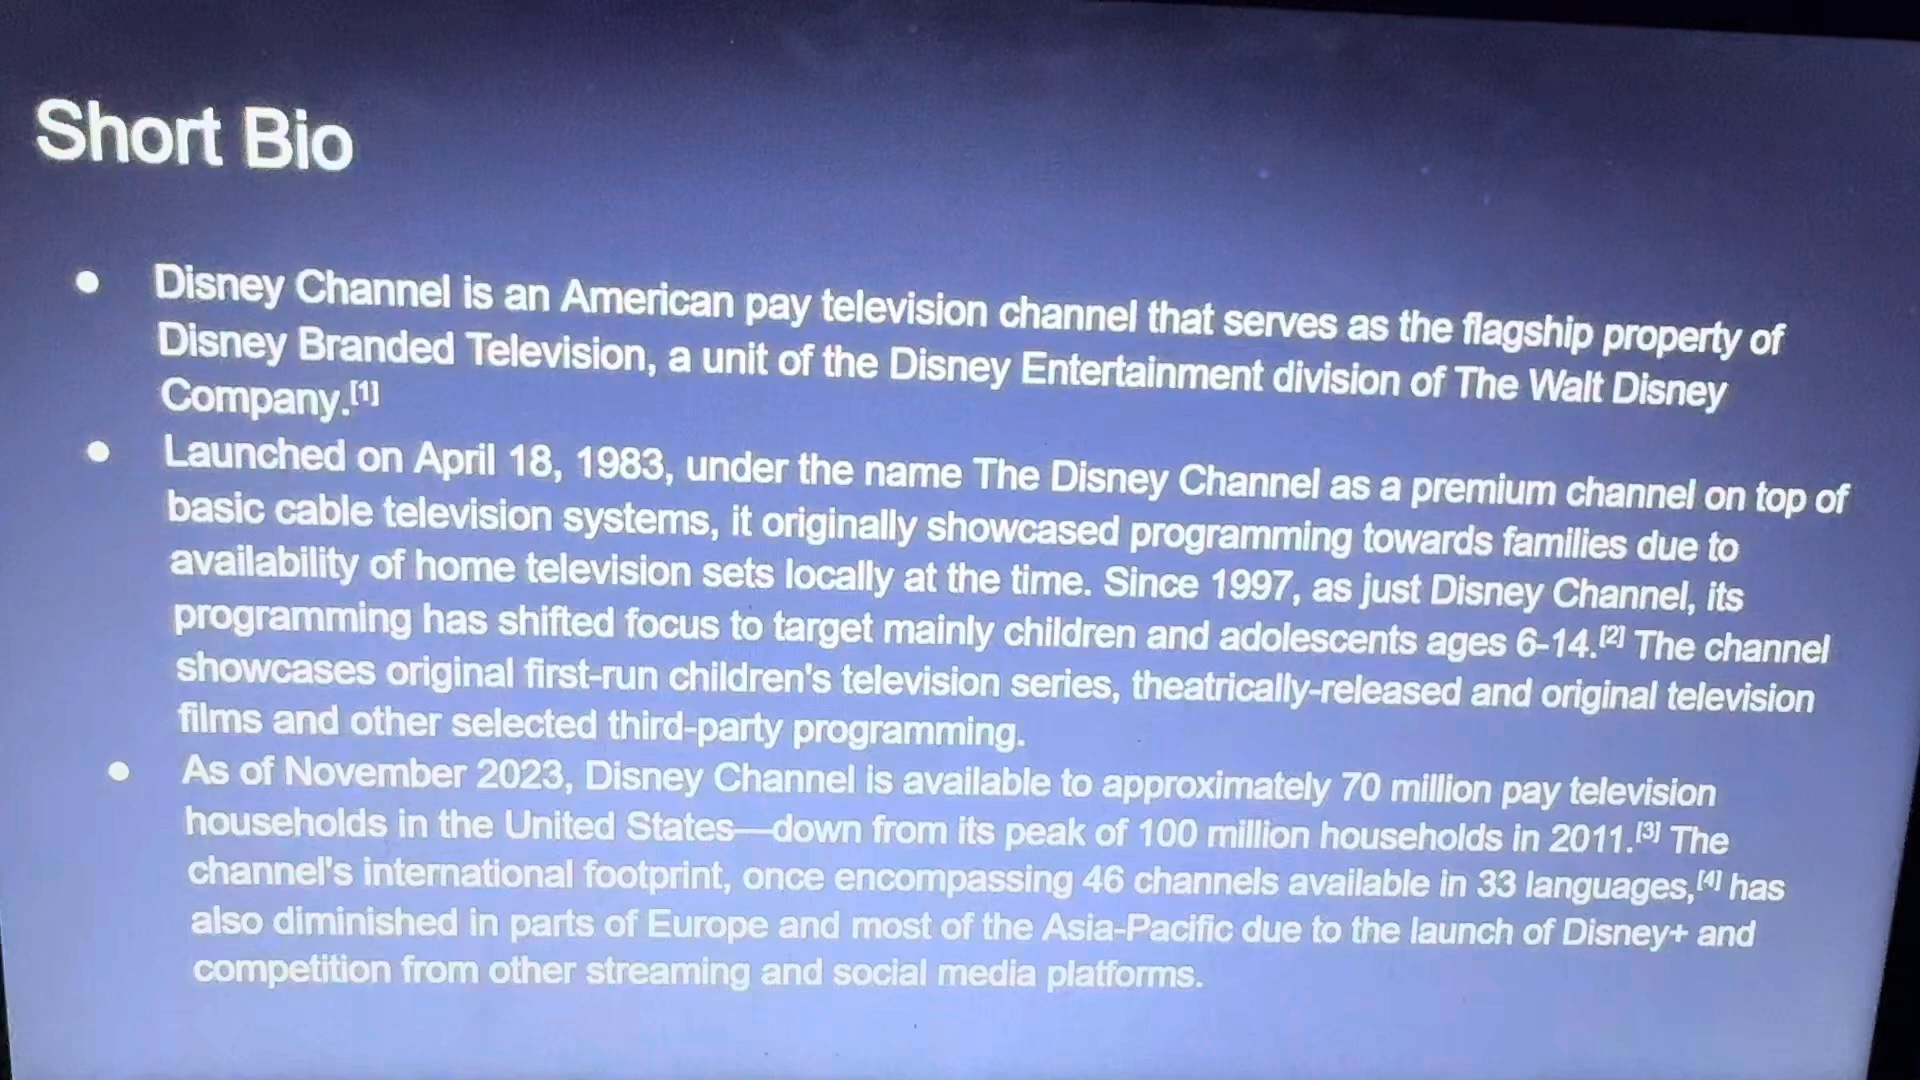 Short Bio
● Disney Channel is an American pay television channel that serves as the flagship property of
Disney Branded Television, a unit of the Disney Entertainment division of The Walt Disney
Company.[1]
● Launched on April 18, 1983, under the name The Disney Channel as a premium channel on top of
basic cable television systems, it originally showcased programming towards families due to
availability of home television sets locally at the time. Since 1997, as just Disney Channel, its
programming has shifted focus to target mainly children and adolescents ages 6-14.[2] The channel
showcases original first-run children's television series, theatrically-released and original television
films and other selected third-party programming.
● As of November 2023, Disney Channel is available to approximately 70 million pay television
households in the United States—down from its peak of 100 million households in 2011.[3] The
channel's international footprint, once encompassing 46 channels available in 33 languages,[4] has
also diminished in parts of Europe and most of the Asia-Pacific due to the launch of Disney+ and
competition from other streaming and social media platforms.